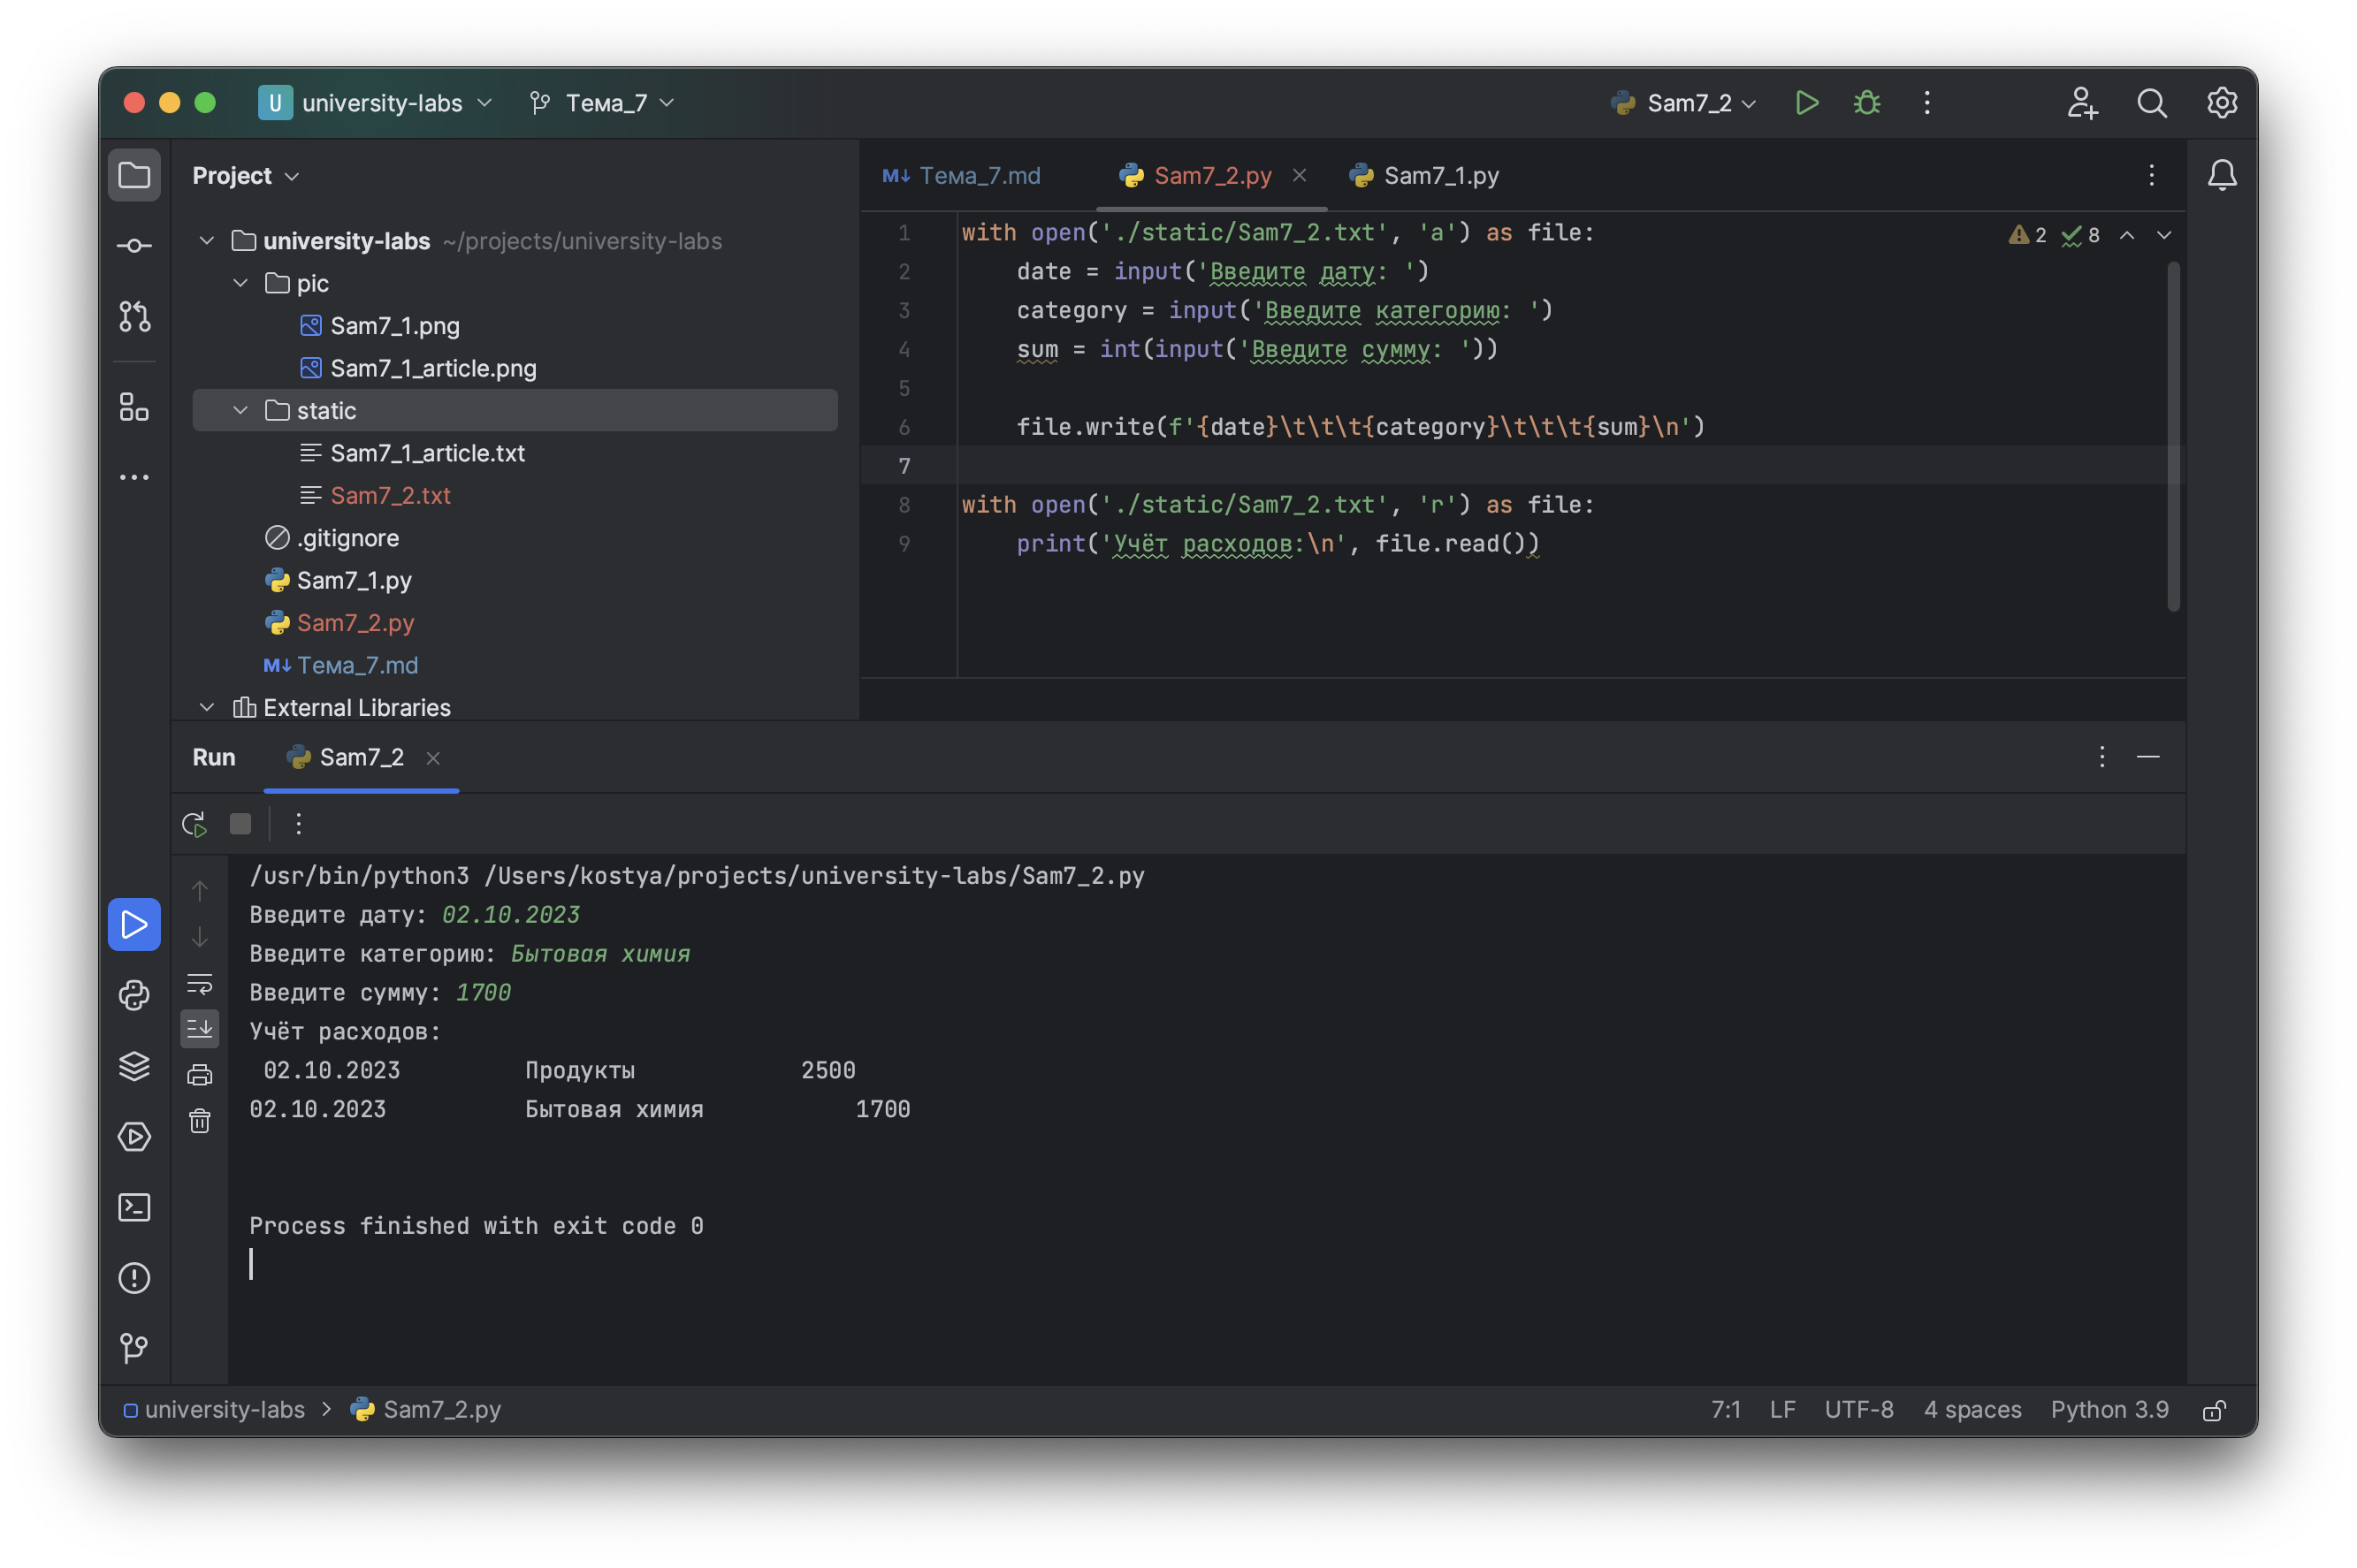 U university-labs Тема_7 Sam7_2
Project
university-labs ~/projects/university-labs
pic
Sam7_1.png
Sam7_1_article.png
static
Sam7_1_article.txt
Sam7_2.txt
.gitignore
Sam7_1.py
Sam7_2.py
M↓ Тема_7.md
External Libraries
M↓ Тема_7.md Sam7_2.py Sam7_1.py
2 8
1 with open('./static/Sam7_2.txt', 'a') as file:
2 date = input('Введите дату: ')
3 category = input('Введите категорию: ')
4 sum = int(input('Введите сумму: '))
5
6 file.write(f'{date}\t\t\t{category}\t\t\t{sum}\n')
7
8 with open('./static/Sam7_2.txt', 'r') as file:
9 print('Учёт расходов:\n', file.read())
Run Sam7_2
/usr/bin/python3 /Users/kostya/projects/university-labs/Sam7_2.py
Введите дату: 02.10.2023
Введите категорию: Бытовая химия
Введите сумму: 1700
Учёт расходов:
02.10.2023 Продукты 2500
02.10.2023 Бытовая химия 1700
Process finished with exit code 0
university-labs > Sam7_2.py 7:1 LF UTF-8 4 spaces Python 3.9